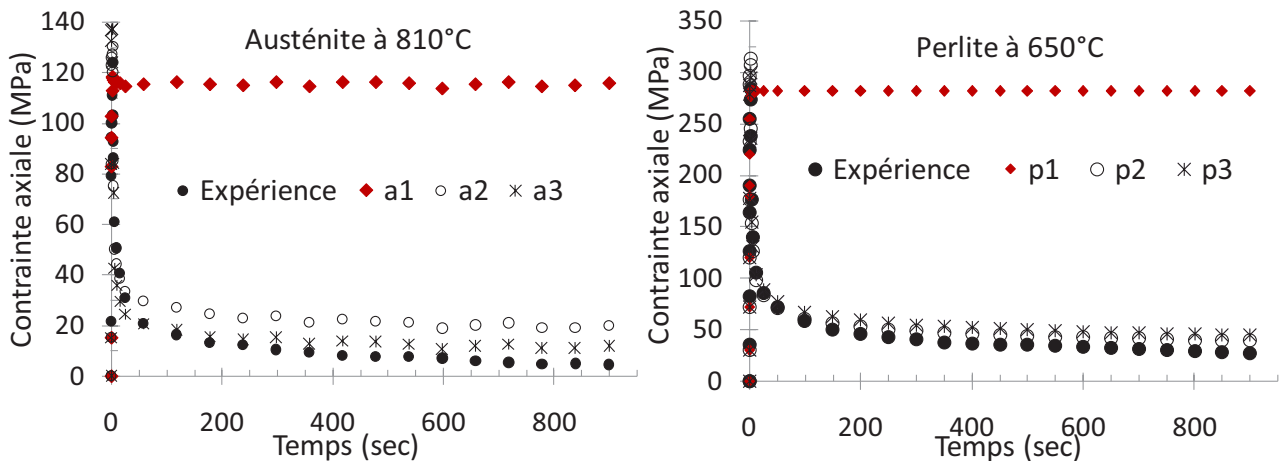 Austénite à 810°C
Contrainte axiale (MPa)
140
120
100
80
60
40
20
0
Expérience a1 a2 a3
0 200 400 600 800
Temps (sec)
Perlite à 650°C
Contrainte axiale (MPa)
350
300
250
200
150
100
50
0
Expérience p1 p2 p3
0 200 400 600 800
Temps (sec)